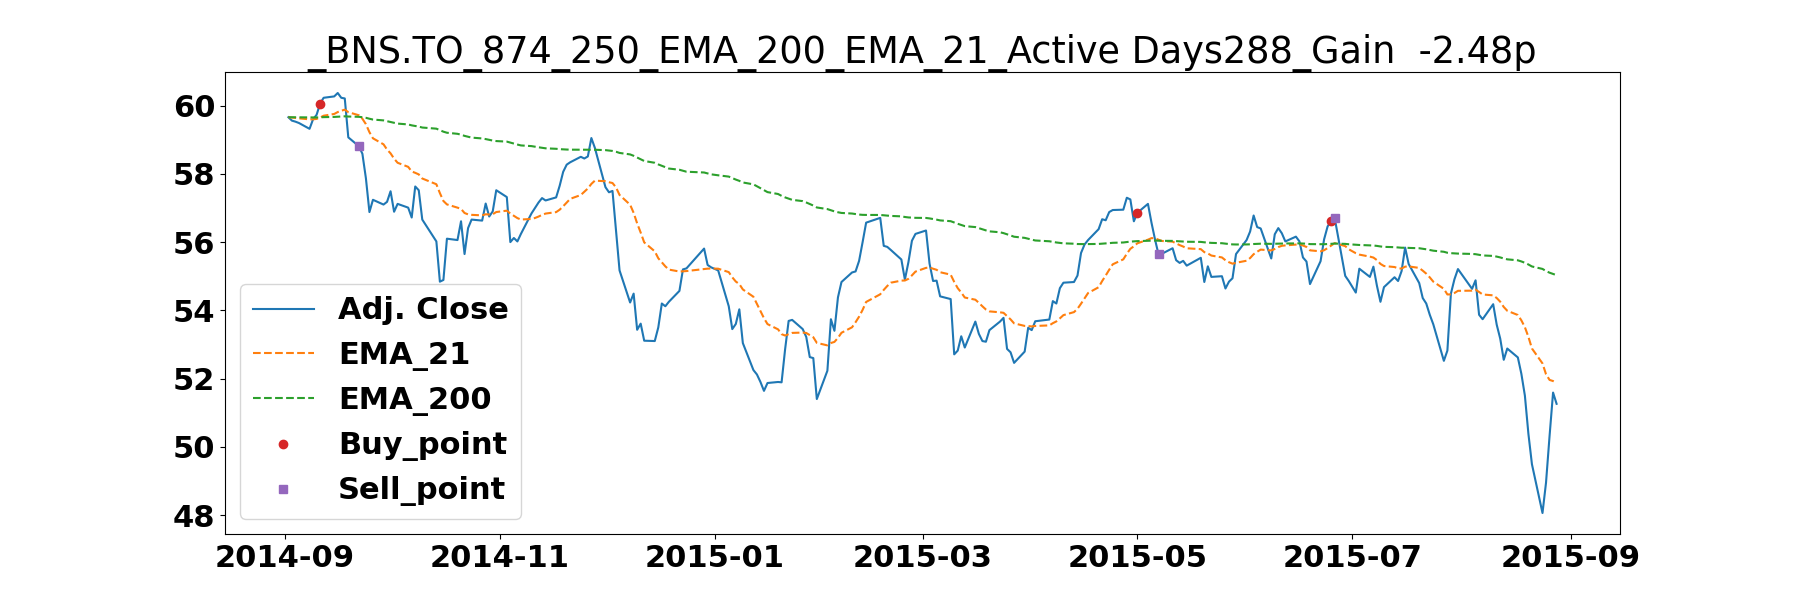 _BNS.TO_874_250_EMA_200_EMA_21_Active Days288_Gain  -2.48p
60
58
56
54
52
50
48
Adj. Close
EMA_21
EMA_200
Buy_point
Sell_point
2014-09 2014-11 2015-01 2015-03 2015-05 2015-07 2015-09